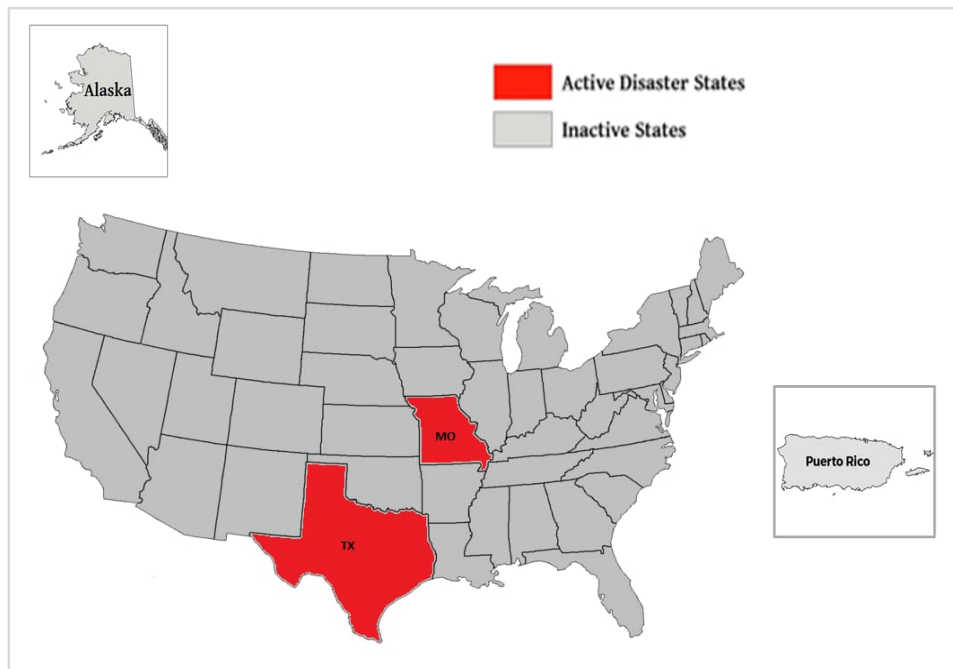 Alaska
Active Disaster States
Inactive States
MO
Puerto Rico
TX